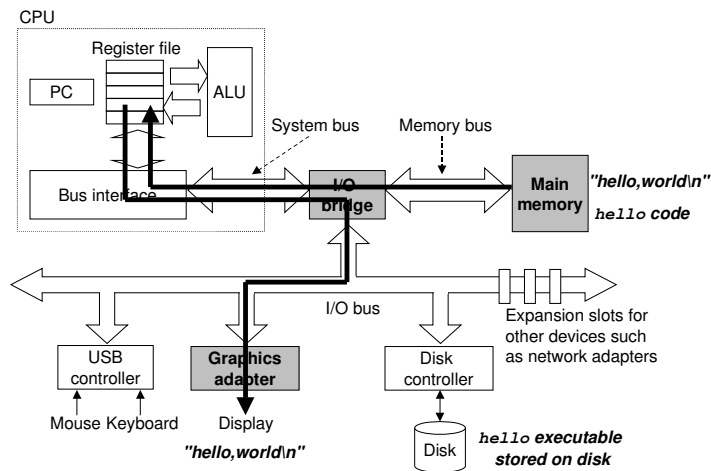 CPU
Register file
PC
ALU
System bus
Memory bus
Bus interface
I/O
bridge
Main
memory
"hello,world\n"
hello code
I/O bus
Expansion slots for
other devices such
as network adapters
USB
controller
Graphics
adapter
Disk
controller
Mouse Keyboard
Display
"hello,world\n"
Disk
hello executable
stored on disk